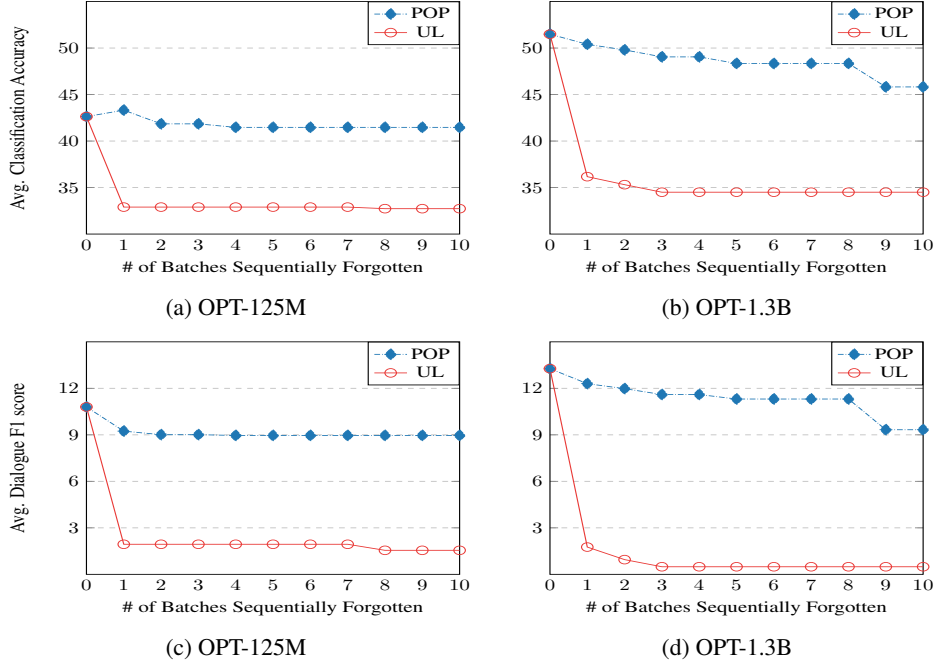 POP
UL
Avg. Classification Accuracy
50
45
40
35
0 1 2 3 4 5 6 7 8 9 10
# of Batches Sequentially Forgotten
(a) OPT-125M
POP
UL
50
45
40
35
0 1 2 3 4 5 6 7 8 9 10
# of Batches Sequentially Forgotten
(b) OPT-1.3B
POP
UL
Avg. Dialogue F1 score
12
9
6
3
0 1 2 3 4 5 6 7 8 9 10
# of Batches Sequentially Forgotten
(c) OPT-125M
POP
UL
12
9
6
3
0 1 2 3 4 5 6 7 8 9 10
# of Batches Sequentially Forgotten
(d) OPT-1.3B